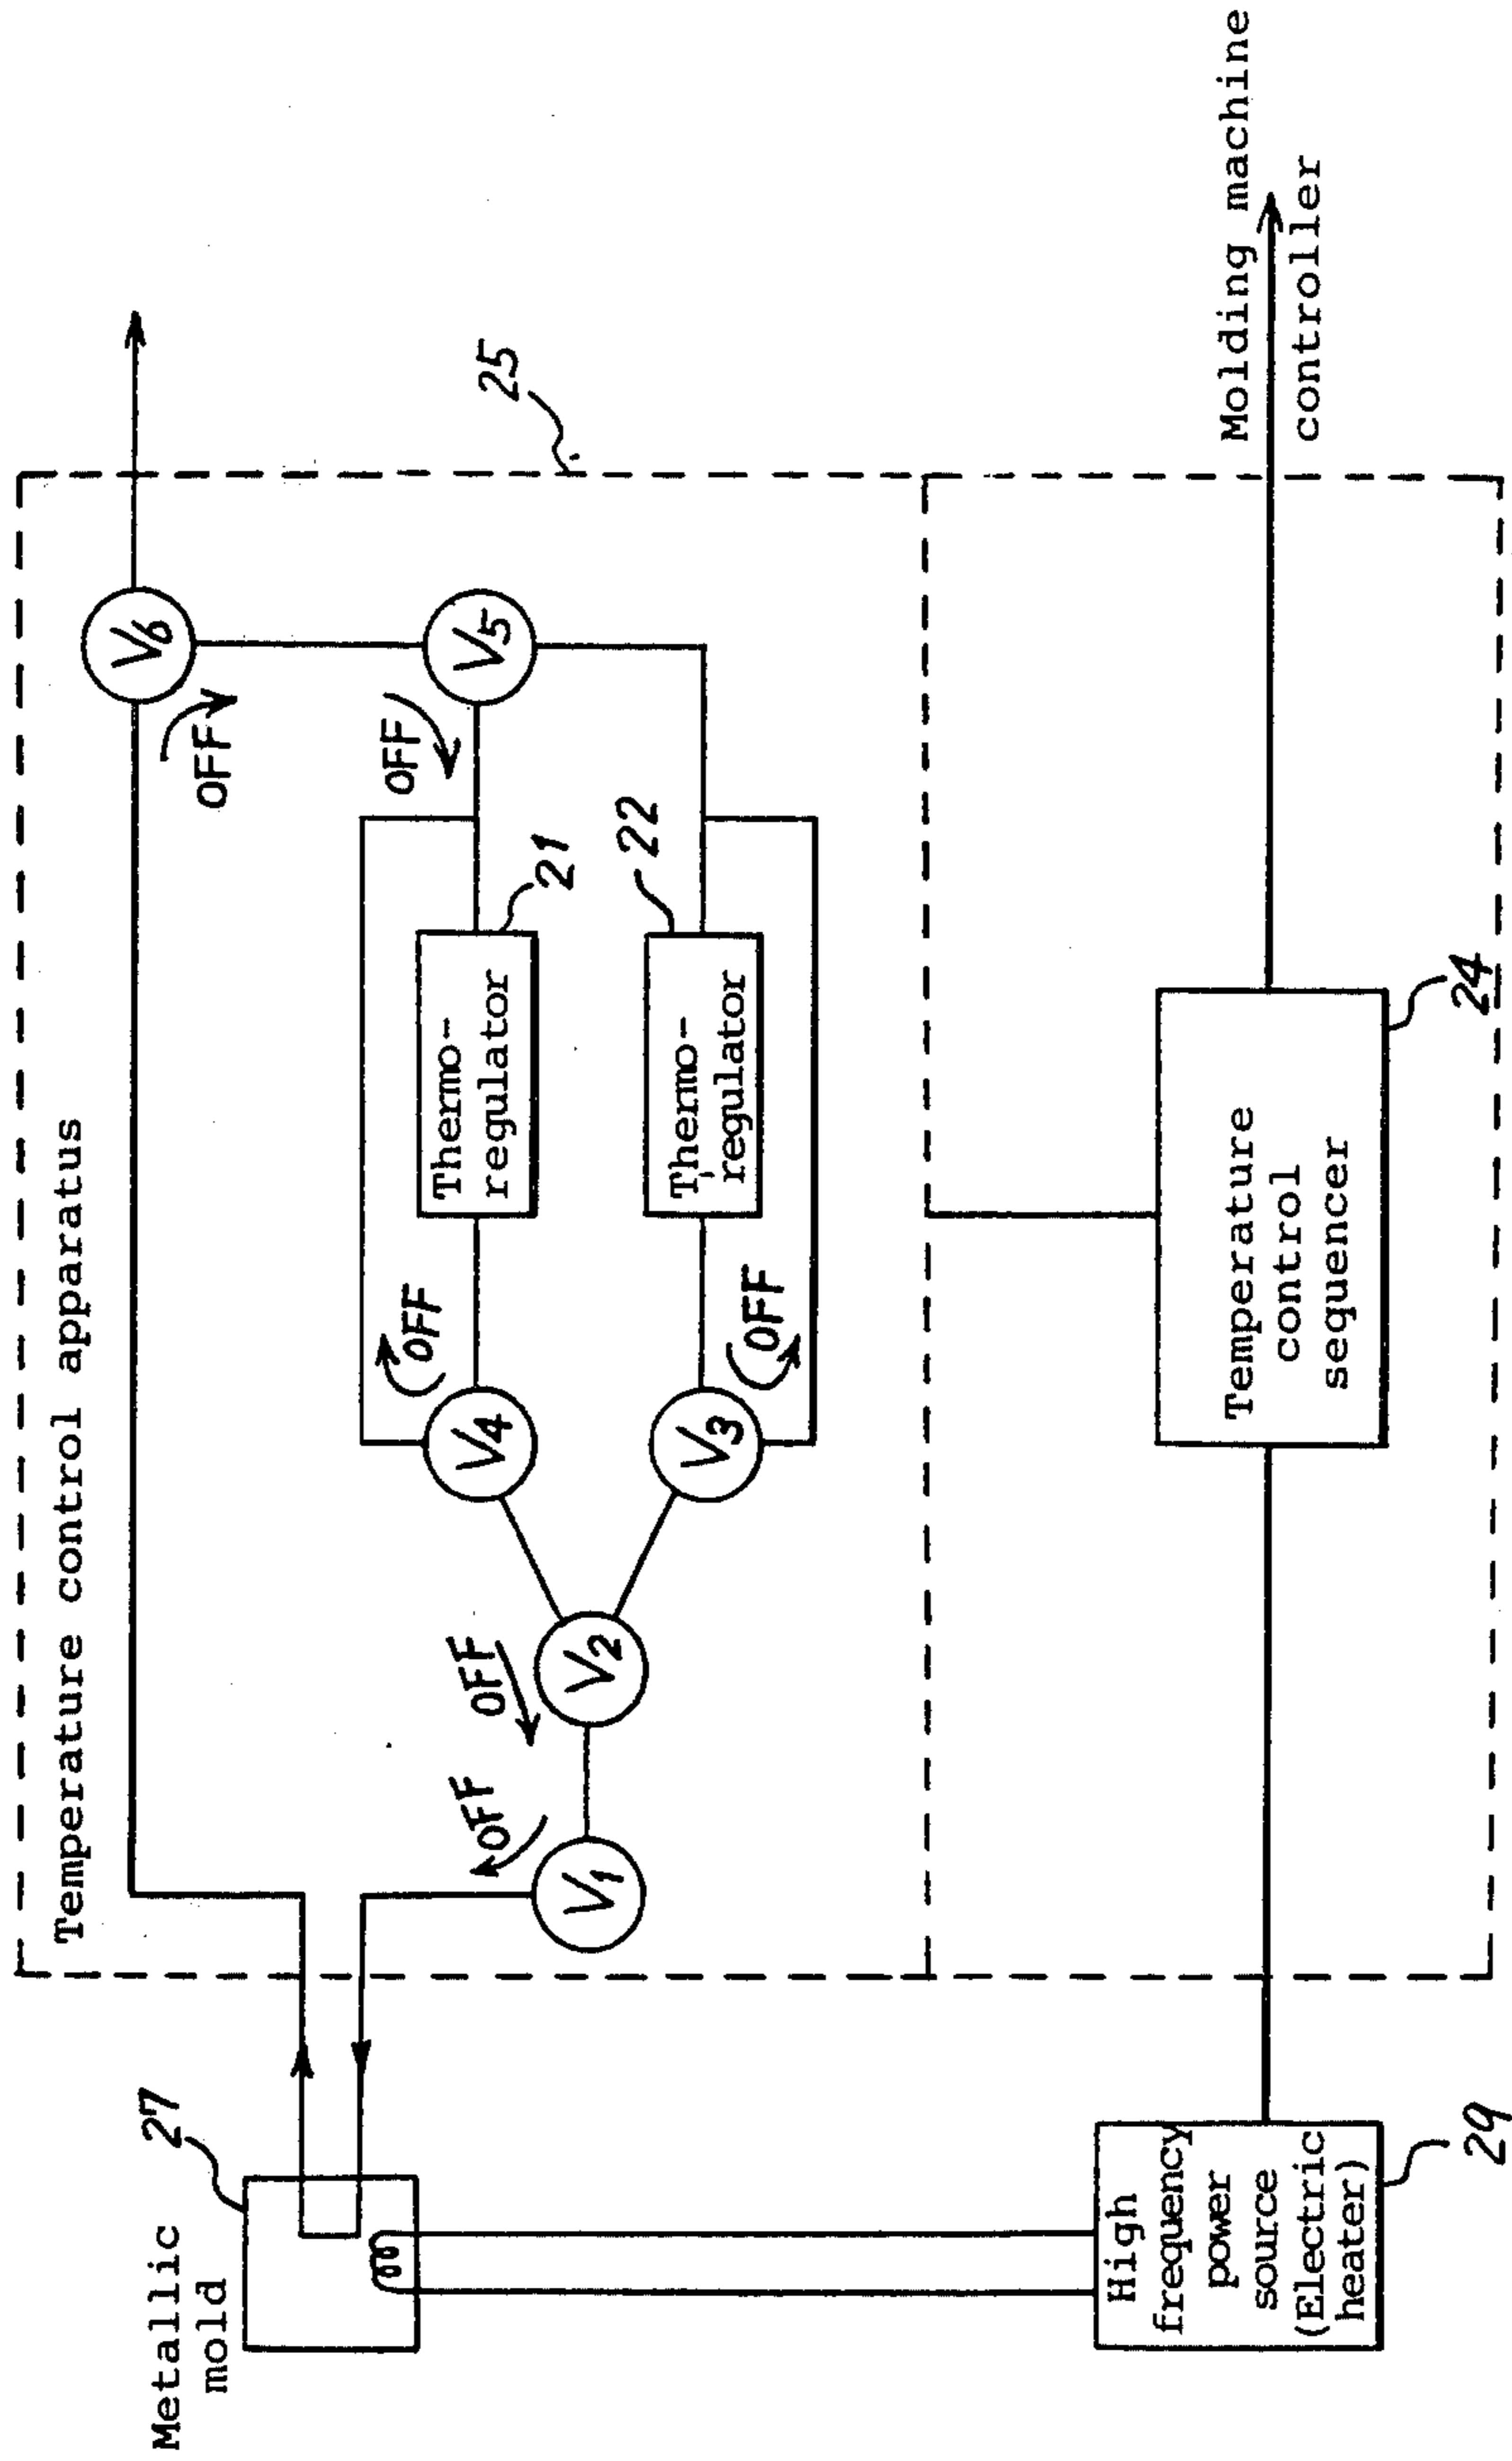 Temperature control apparatus
Metallic
mold
27
V6
OFF
V5
OFF
25
V4
OFF
Thermo-
regulator
21
V1
OFF
V2
OFF
V3
OFF
Thermo-
regulator
22
High
frequency
power
source
(Electric
heater)
29
Temperature
control
sequencer
24
Molding machine
controller